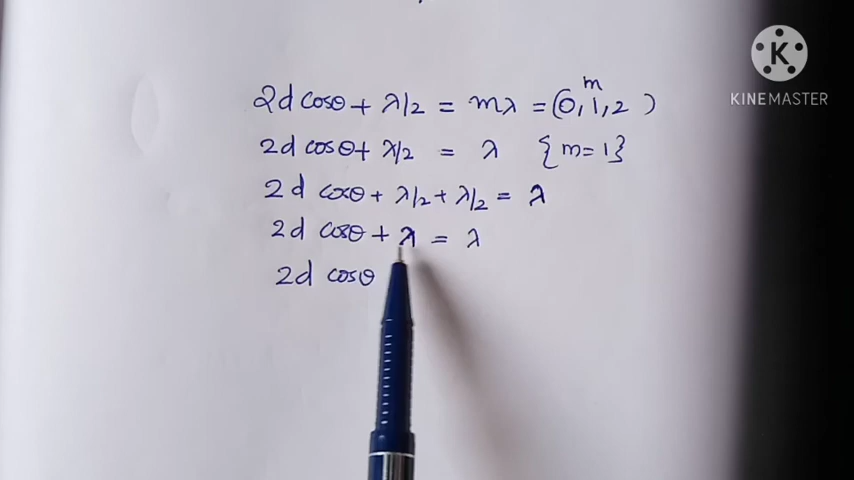 m
2d cosθ + λ/2 = mλ = (0, 1, 2 )
2d cosθ + λ/2 = λ {m=1}
2d cosθ + λ/2 + λ/2 = λ
2d cosθ + λ = λ
2d cosθ
K
KINEMASTER